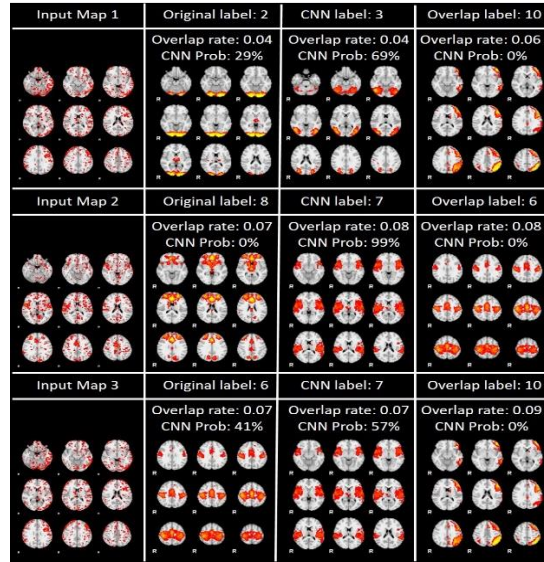 Input Map 1
Original label: 2
CNN label: 3
Overlap label: 10
Overlap rate: 0.04
CNN Prob: 29%
Overlap rate: 0.04
CNN Prob: 69%
Overlap rate: 0.06
CNN Prob: 0%
R R R
R R R
R R R
Input Map 2
Original label: 8
CNN label: 7
Overlap label: 6
Overlap rate: 0.07
CNN Prob: 0%
Overlap rate: 0.08
CNN Prob: 99%
Overlap rate: 0.08
CNN Prob: 0%
R R R
R R R
R R R
Input Map 3
Original label: 6
CNN label: 7
Overlap label: 10
Overlap rate: 0.07
CNN Prob: 41%
Overlap rate: 0.07
CNN Prob: 57%
Overlap rate: 0.09
CNN Prob: 0%
R R R
R R R
R R R